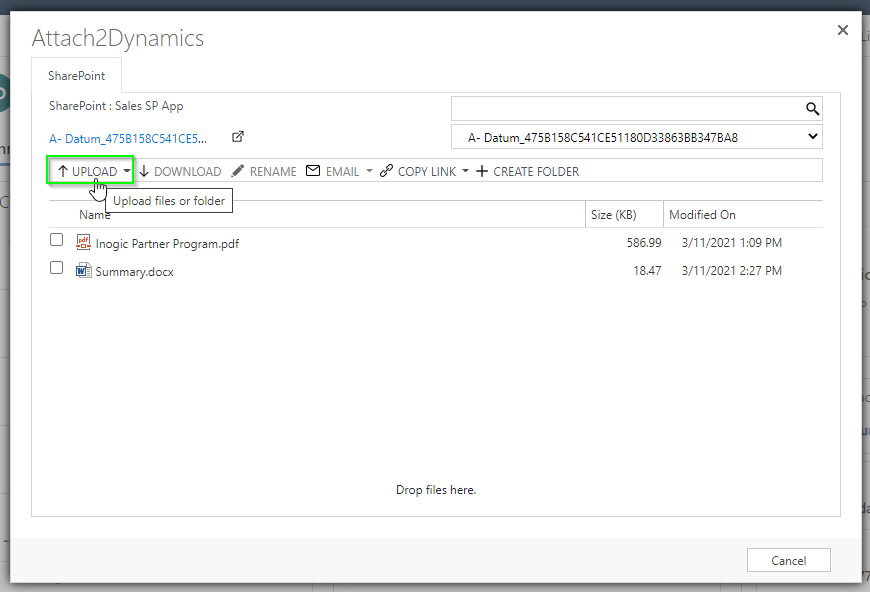 Attach2Dynamics
SharePoint
SharePoint : Sales SP App
A- Datum_475B158C541CE5...
A- Datum_475B158C541CE51180D33863BB347BA8
UPLOAD DOWNLOAD RENAME EMAIL COPY LINK CREATE FOLDER
Upload files or folder
Name Size (KB) Modified On
Inogic Partner Program.pdf 586.99 3/11/2021 1:09 PM
Summary.docx 18.47 3/11/2021 2:27 PM
Drop files here.
Cancel